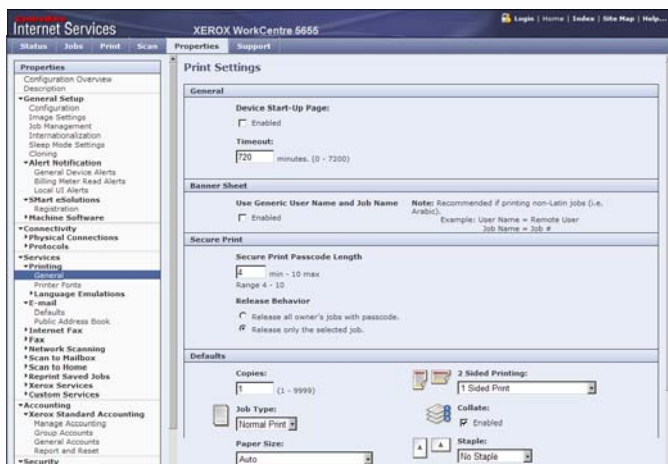 CentreWare
Internet Services
XEROX WorkCentre 5655
Login | Home | Index | Site Map | Help...
Status Jobs Print Scan Properties Support
Properties
Configuration Overview
Description
General Setup
Configuration
Image Settings
Job Management
Internationalization
Sleep Mode Settings
Cloning
Alert Notification
General Device Alerts
Billing Meter Read Alerts
Local UI Alerts
SMart eSolutions
Registration
Machine Software
Connectivity
Physical Connections
Protocols
Services
Printing
General
Printer Fonts
Language Emulations
E-mail
Defaults
Public Address Book
Internet Fax
Fax
Network Scanning
Scan to Mailbox
Scan to Home
Reprint Saved Jobs
Xerox Services
Custom Services
Accounting
Xerox Standard Accounting
Manage Accounting
Group Accounts
General Accounts
Report and Reset
Security
Print Settings
General
Device Start-Up Page:
Enabled
Timeout:
720 minutes. (0 - 7200)
Banner Sheet
Use Generic User Name and Job Name
Enabled
Note: Recommended if printing non-Latin jobs (i.e.
Arabic).
Example: User Name = Remote User
Job Name = Job #
Secure Print
Secure Print Passcode Length
4 min - 10 max
Range 4 - 10
Release Behavior
Release all owner's jobs with passcode.
Release only the selected job.
Defaults
Copies:
1 (1 - 9999)
2 Sided Printing:
1 Sided Print
Job Type:
Normal Print
Collate:
Enabled
Paper Size:
Auto
Staple:
No Staple